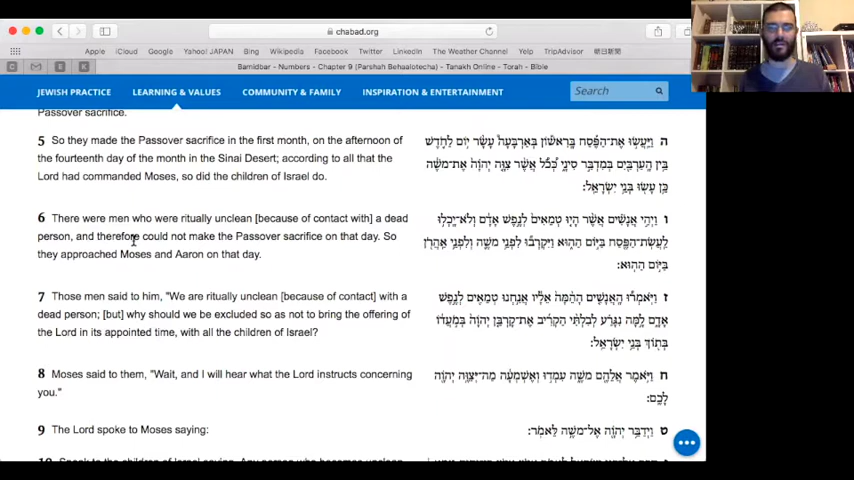 chabad.org
Apple iCloud Google Yahoo! JAPAN Bing Wikipedia Facebook Twitter LinkedIn The Weather Channel Yelp TripAdvisor 朝日新聞
Bamidbar - Numbers - Chapter 9 (Parshah Behaalotecha) - Tanakh Online - Torah - Bible
JEWISH PRACTICE LEARNING & VALUES COMMUNITY & FAMILY INSPIRATION & ENTERTAINMENT Search
Passover sacrifice.
5 So they made the Passover sacrifice in the first month, on the afternoon of
the fourteenth day of the month in the Sinai Desert; according to all that the
Lord had commanded Moses, so did the children of Israel do.
ה וַיַּעֲשׂוּ אֶת־הַפֶּסַח בָּרִאשׁוֹן בְּאַרְבָּעָה עָשָׂר יוֹם לַחֹדֶשׁ
בֵּין הָעַרְבַּיִם בְּמִדְבַּר סִינָי כְּכֹל אֲשֶׁר צִוָּה יְהֹוָה אֶת־מֹשֶׁה
כֵּן עָשׂוּ בְּנֵי יִשְׂרָאֵל:
6 There were men who were ritually unclean [because of contact with] a dead
person, and therefore could not make the Passover sacrifice on that day. So
they approached Moses and Aaron on that day.
ו וַיְהִי אֲנָשִׁים אֲשֶׁר הָיוּ טְמֵאִים לְנֶפֶשׁ אָדָם וְלֹא־יָכְלוּ
לַעֲשֹׂת־הַפֶּסַח בַּיּוֹם הַהוּא וַיִּקְרְבוּ לִפְנֵי מֹשֶׁה וְלִפְנֵי אַהֲרֹן
בַּיּוֹם הַהוּא:
7 Those men said to him, "We are ritually unclean [because of contact] with a
dead person; [but] why should we be excluded so as not to bring the offering of
the Lord in its appointed time, with all the children of Israel?
ז וַיֹּאמְרוּ הָאֲנָשִׁים הָהֵמָּה אֵלָיו אֲנַחְנוּ טְמֵאִים לְנֶפֶשׁ
אָדָם לָמָּה נִגָּרַע לְבִלְתִּי הַקְרִיב אֶת־קָרְבַּן יְהֹוָה בְּמֹעֲדוֹ
בְּתוֹךְ בְּנֵי יִשְׂרָאֵל:
8 Moses said to them, "Wait, and I will hear what the Lord instructs concerning
you."
ח וַיֹּאמֶר אֲלֵהֶם מֹשֶׁה עִמְדוּ וְאֶשְׁמְעָה מַה־יְצַוֶּה יְהֹוָה
לָכֶם:
9 The Lord spoke to Moses saying:
ט וַיְדַבֵּר יְהֹוָה אֶל־מֹשֶׁה לֵּאמֹר: